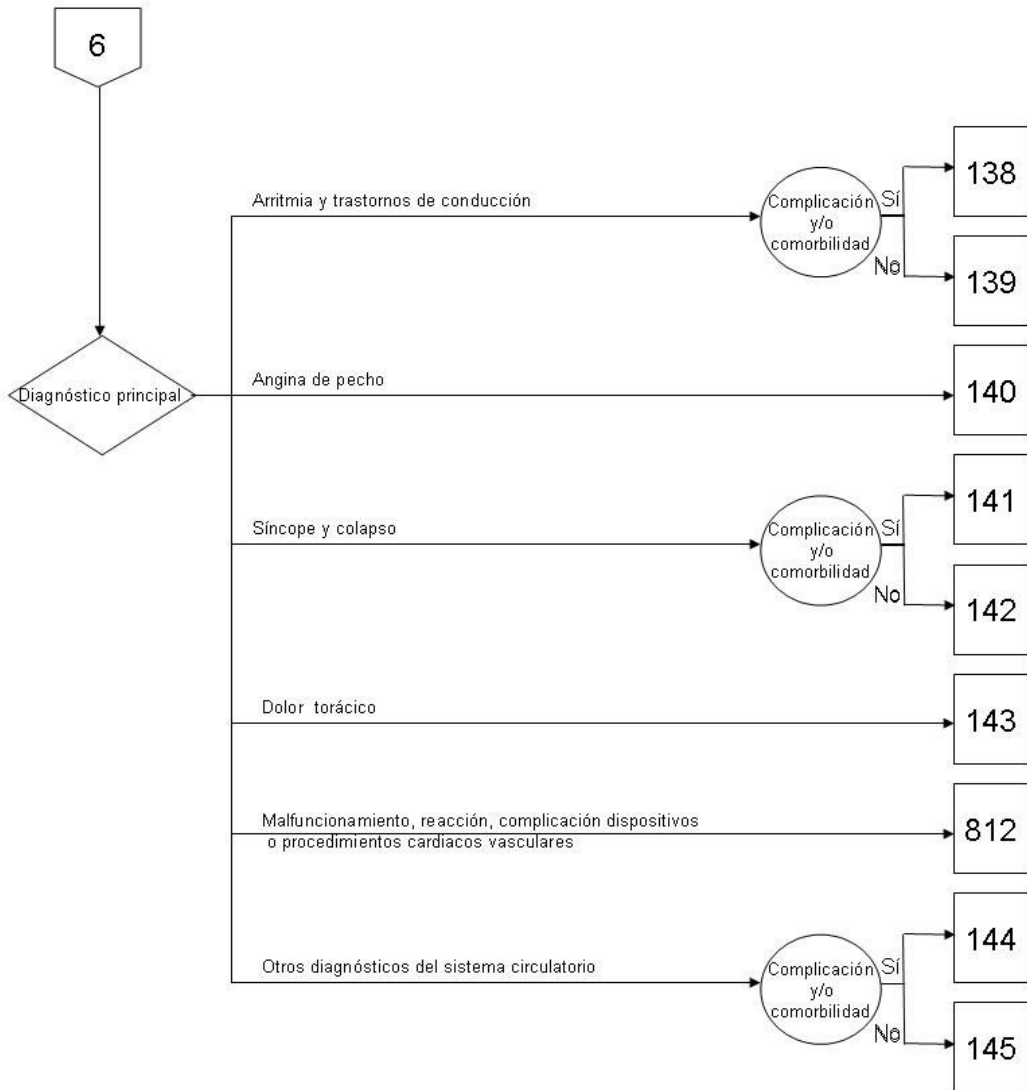 6
138
Arritmia y trastornos de conducción
Complicación
y/o
comorbilidad
Sí
No
139
Diagnóstico principal
Angina de pecho
140
141
Síncope y colapso
Complicación
y/o
comorbilidad
Sí
No
142
Dolor torácico
143
Malfuncionamiento, reacción, complicación dispositivos
o procedimientos cardiacos vasculares
812
144
Otros diagnósticos del sistema circulatorio
Complicación
y/o
comorbilidad
Sí
No
145